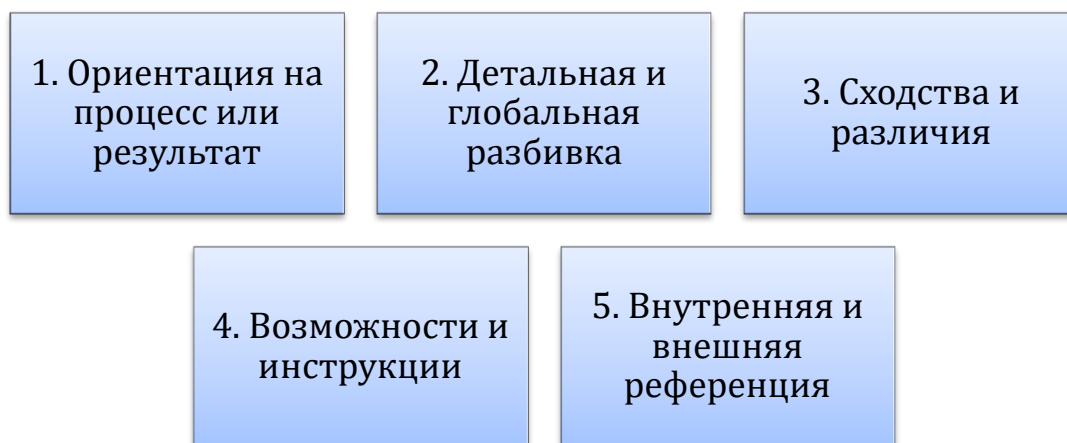 1. Ориентация на
процесс или
результат
2. Детальная и
глобальная
разбивка
3. Сходства и
различия
4. Возможности и
инструкции
5. Внутренняя и
внешняя
референция